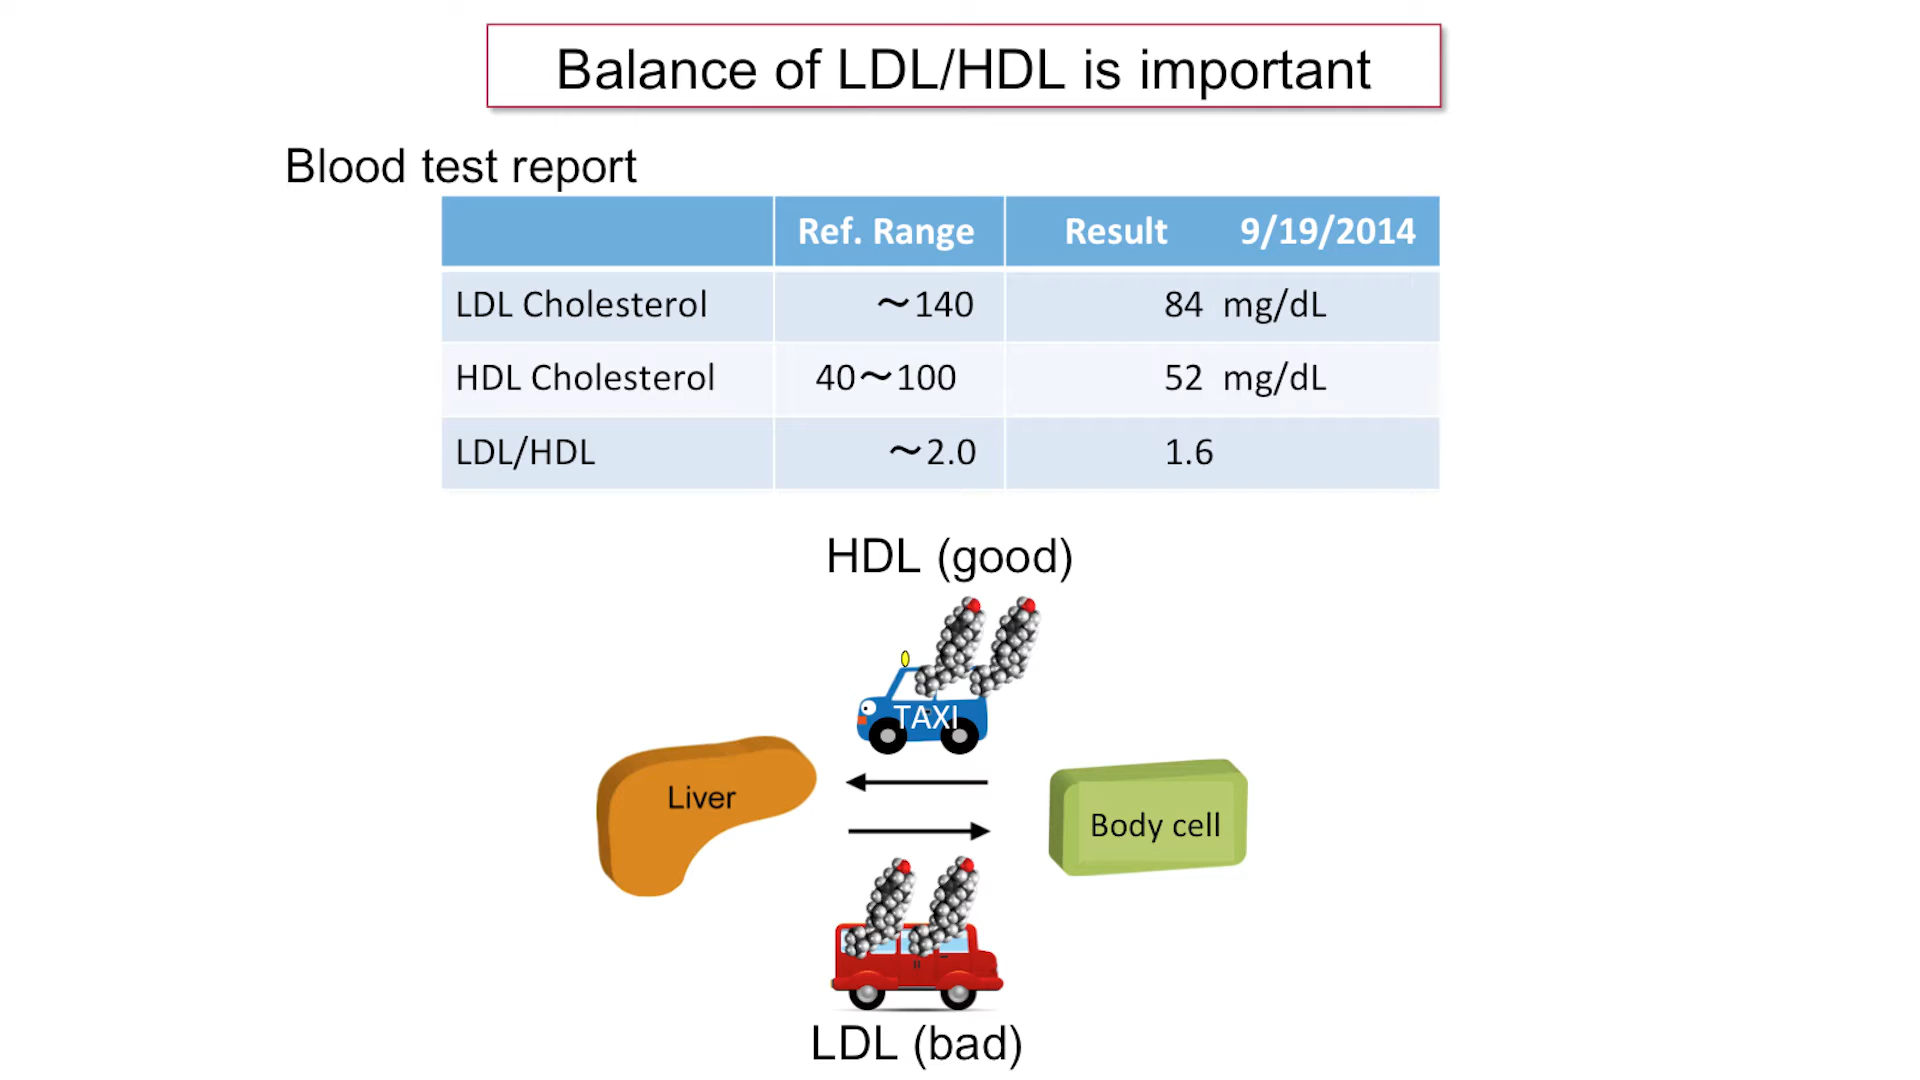 Balance of LDL/HDL is important
Blood test report
Ref. Range Result 9/19/2014
LDL Cholesterol ～140 84 mg/dL
HDL Cholesterol 40～100 52 mg/dL
LDL/HDL ～2.0 1.6
HDL (good)
TAXI
Liver
Body cell
LDL (bad)